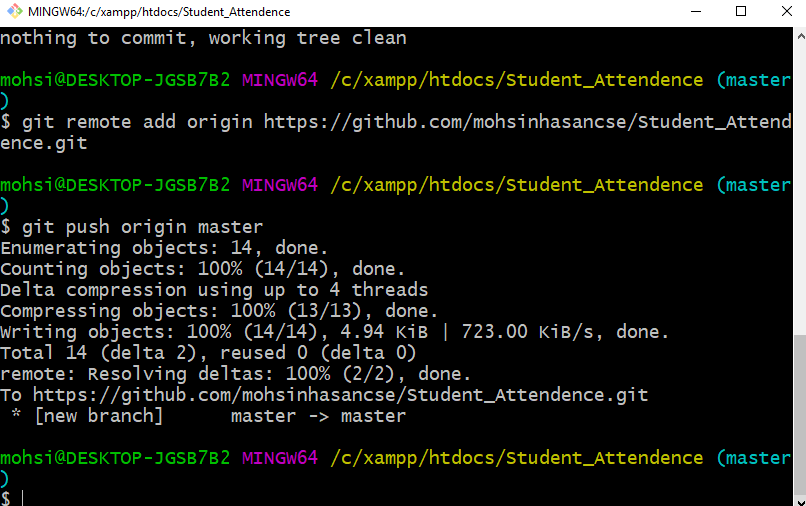 MINGW64:/c/xampp/htdocs/Student_Attendence
nothing to commit, working tree clean
mohsi@DESKTOP-JGSB7B2 MINGW64 /c/xampp/htdocs/Student_Attendence (master
)
$ git remote add origin https://github.com/mohsinhasancse/Student_Attend
ence.git
mohsi@DESKTOP-JGSB7B2 MINGW64 /c/xampp/htdocs/Student_Attendence (master
)
$ git push origin master
Enumerating objects: 14, done.
Counting objects: 100% (14/14), done.
Delta compression using up to 4 threads
Compressing objects: 100% (13/13), done.
Writing objects: 100% (14/14), 4.94 KiB | 723.00 KiB/s, done.
Total 14 (delta 2), reused 0 (delta 0)
remote: Resolving deltas: 100% (2/2), done.
To https://github.com/mohsinhasancse/Student_Attendence.git
 * [new branch]      master -> master
mohsi@DESKTOP-JGSB7B2 MINGW64 /c/xampp/htdocs/Student_Attendence (master
)
$